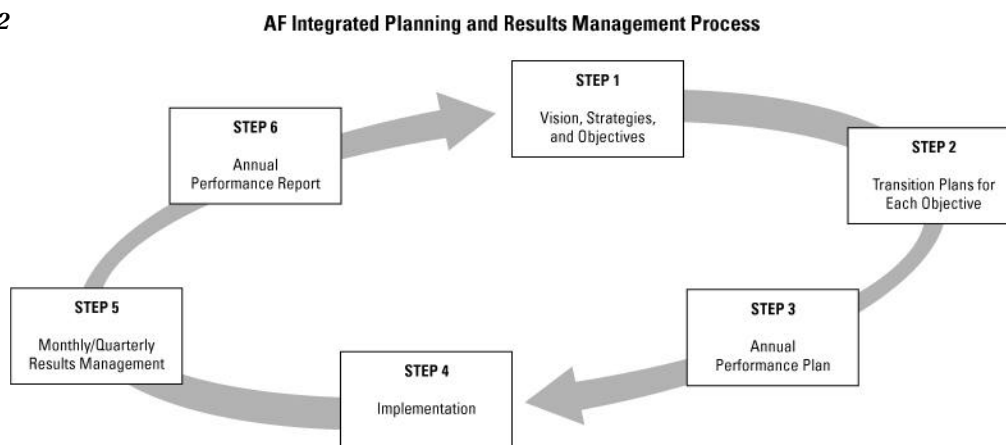 2
AF Integrated Planning and Results Management Process
STEP 1
Vision, Strategies,
and Objectives
STEP 2
Transition Plans for
Each Objective
STEP 3
Annual
Performance Plan
STEP 4
Implementation
STEP 5
Monthly/Quarterly
Results Management
STEP 6
Annual
Performance Report